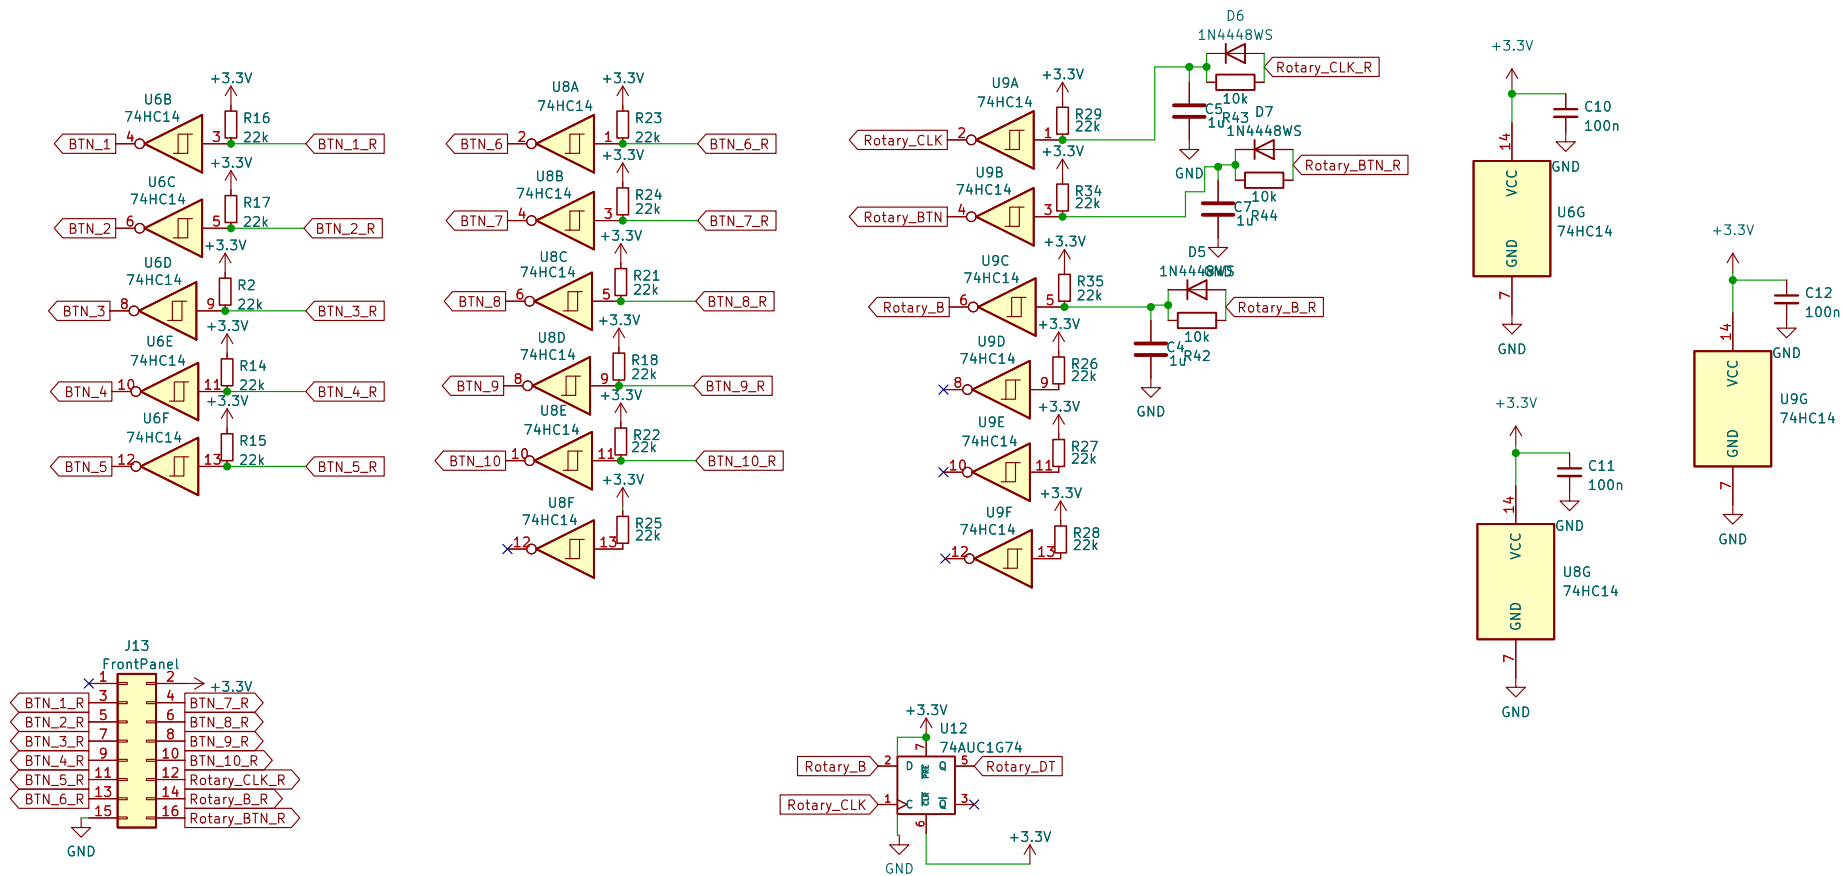 +3.3V
U6B
74HC14
R16
22k
BTN_1
4
3
BTN_1_R
+3.3V
U6C
74HC14
R17
22k
BTN_2
6
5
BTN_2_R
+3.3V
U6D
74HC14
R2
22k
BTN_3
8
9
BTN_3_R
+3.3V
U6E
74HC14
R14
22k
BTN_4
10
11
BTN_4_R
+3.3V
U6F
74HC14
R15
22k
BTN_5
12
13
BTN_5_R
+3.3V
U8A
74HC14
R23
22k
BTN_6
2
1
BTN_6_R
+3.3V
U8B
74HC14
R24
22k
BTN_7
4
3
BTN_7_R
+3.3V
U8C
74HC14
R21
22k
BTN_8
6
5
BTN_8_R
+3.3V
U8D
74HC14
R18
22k
BTN_9
8
9
BTN_9_R
+3.3V
U8E
74HC14
R22
22k
BTN_10
10
11
BTN_10_R
+3.3V
U8F
74HC14
R25
22k
12
13
D6
1N4448WS
Rotary_CLK_R
10k
R43
C5
1u
GND
+3.3V
U9A
74HC14
R29
22k
Rotary_CLK
2
1
D7
1N4448WS
Rotary_BTN_R
10k
R44
C7
1u
GND
+3.3V
U9B
74HC14
R34
22k
Rotary_BTN
4
3
D5
1N4448WS
Rotary_B_R
10k
R42
C4
1u
GND
+3.3V
U9C
74HC14
R35
22k
Rotary_B
6
5
+3.3V
U9D
74HC14
R26
22k
8
9
+3.3V
U9E
74HC14
R27
22k
10
11
+3.3V
U9F
74HC14
R28
22k
12
13
+3.3V
C10
100n
GND
14
VCC
GND
U6G
74HC14
7
GND
+3.3V
C12
100n
GND
14
VCC
GND
U9G
74HC14
7
GND
+3.3V
C11
100n
GND
14
VCC
GND
U8G
74HC14
7
GND
J13
FrontPanel
1
2
+3.3V
BTN_1_R
3
4
BTN_7_R
BTN_2_R
5
6
BTN_8_R
BTN_3_R
7
8
BTN_9_R
BTN_4_R
9
10
BTN_10_R
BTN_5_R
11
12
Rotary_CLK_R
BTN_6_R
13
14
Rotary_B_R
15
16
Rotary_BTN_R
GND
+3.3V
U12
74AUC1G74
7
Rotary_B
2
D
PRE
Q
5
Rotary_DT
Rotary_CLK
1
C
CLR
Q
3
6
GND
+3.3V